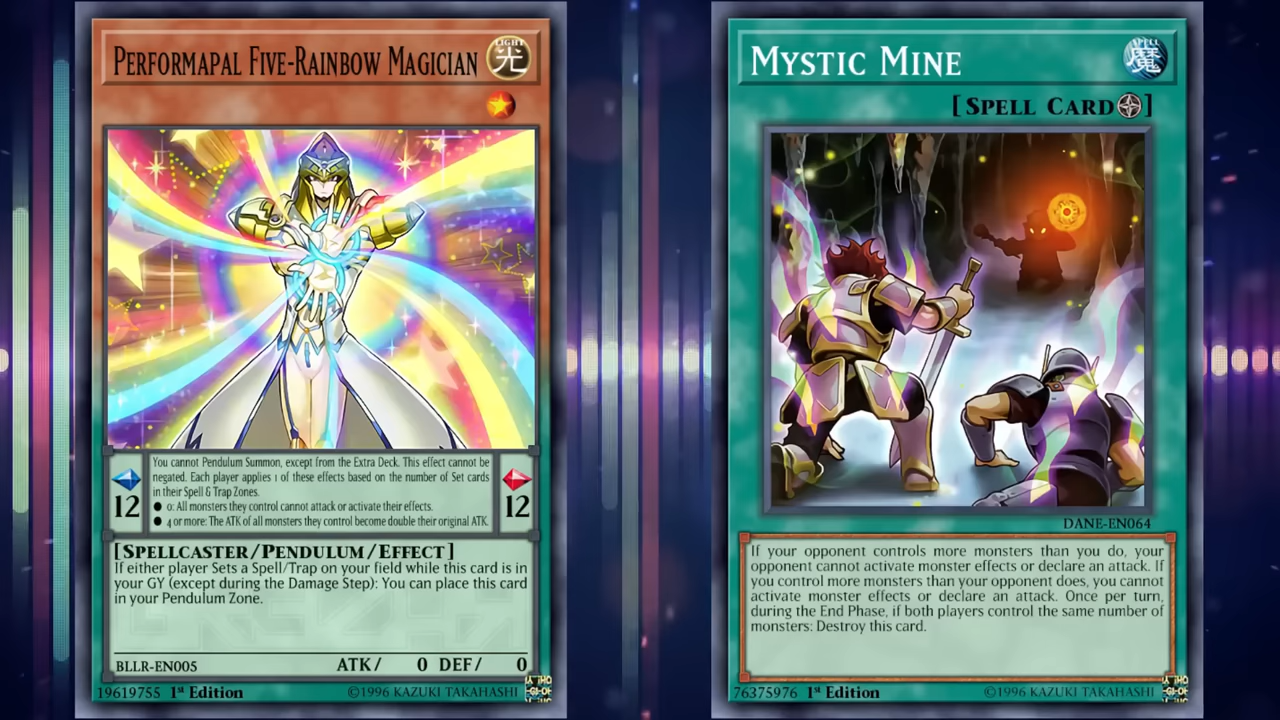 PERFORMAPAL FIVE-RAINBOW MAGICIAN
LIGHT
光
You cannot Pendulum Summon, except from the Extra Deck. This effect cannot be
negated. Each player applies 1 of these effects based on the number of Set cards
in their Spell & Trap Zones.
● 0: All monsters they control cannot attack or activate their effects.
● 4 or more: The ATK of all monsters they control become double their original ATK.
12
12
[SPELLCASTER/PENDULUM/EFFECT]
If either player Sets a Spell/Trap on your field while this card is in
your GY (except during the Damage Step): You can place this card
in your Pendulum Zone.
BLLR-EN005
ATK/ 0 DEF/ 0
19619755 1st Edition ©1996 KAZUKI TAKAHASHI
MYSTIC MINE
SPELL
魔
[SPELL CARD]
DANE-EN064
If your opponent controls more monsters than you do, your
opponent cannot activate monster effects or declare an attack. If
you control more monsters than your opponent does, you cannot
activate monster effects or declare an attack. Once per turn,
during the End Phase, if both players control the same number of
monsters: Destroy this card.
76375976 1st Edition ©1996 KAZUKI TAKAHASHI